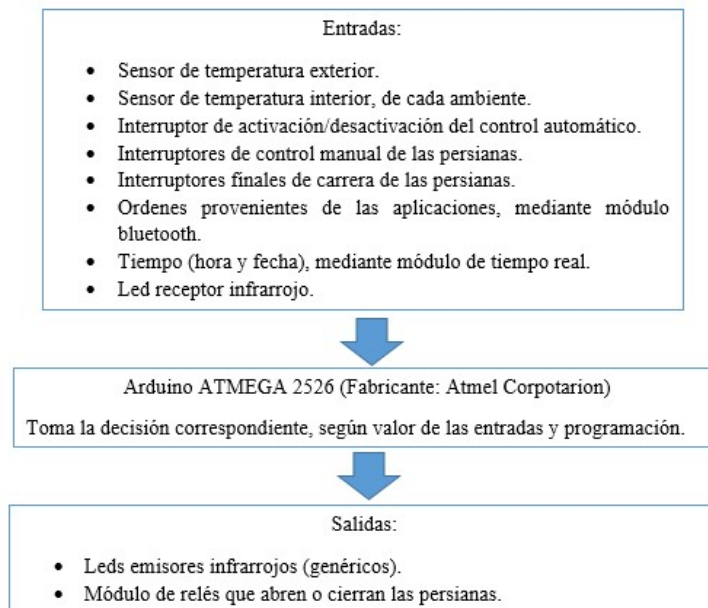 Entradas:
• Sensor de temperatura exterior.
• Sensor de temperatura interior, de cada ambiente.
• Interruptor de activación/desactivación del control automático.
• Interruptores de control manual de las persianas.
• Interruptores finales de carrera de las persianas.
• Ordenes provenientes de las aplicaciones, mediante módulo
bluetooth.
• Tiempo (hora y fecha), mediante módulo de tiempo real.
• Led receptor infrarrojo.
Arduino ATMEGA 2526 (Fabricante: Atmel Corpotarion)
Toma la decisión correspondiente, según valor de las entradas y programación.
Salidas:
• Leds emisores infrarrojos (genéricos).
• Módulo de relés que abren o cierran las persianas.